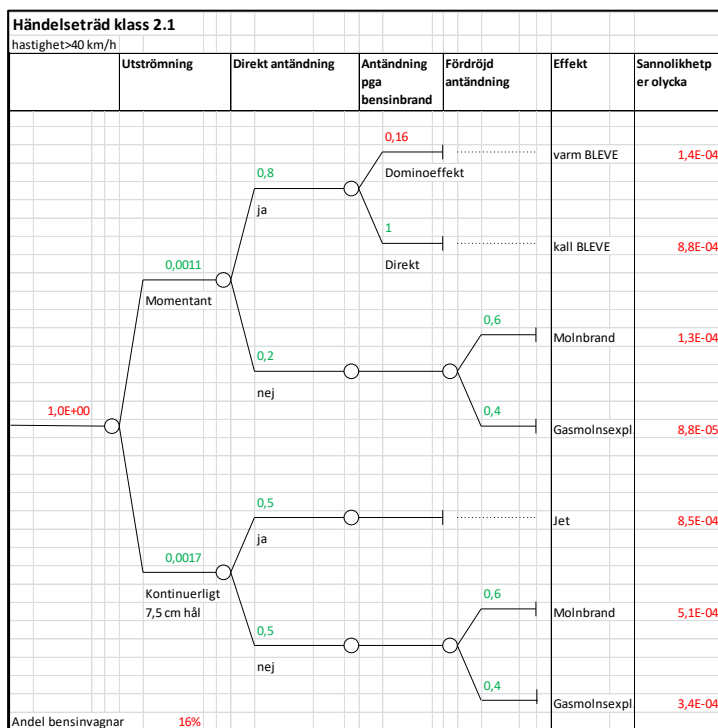 Händelseträd klass 2.1
hastighet>40 km/h
Utströmning
Direkt antändning
Antändning
pga
bensinbrand
Fördröjd
antändning
Effekt
Sannolikhetp
er olycka
0,16
varm BLEVE
1,4E-04
0,8
Dominoeffekt
ja
1
kall BLEVE
8,8E-04
Direkt
0,0011
Momentant
0,6
Molnbrand
1,3E-04
0,2
nej
0,4
1,0E+00
Gasmolnsexpl.
8,8E-05
0,5
Jet
8,5E-04
ja
0,0017
Kontinuerligt
7,5 cm hål
0,6
Molnbrand
5,1E-04
0,5
nej
0,4
Gasmolnsexpl.
3,4E-04
Andel bensinvagnar
16%